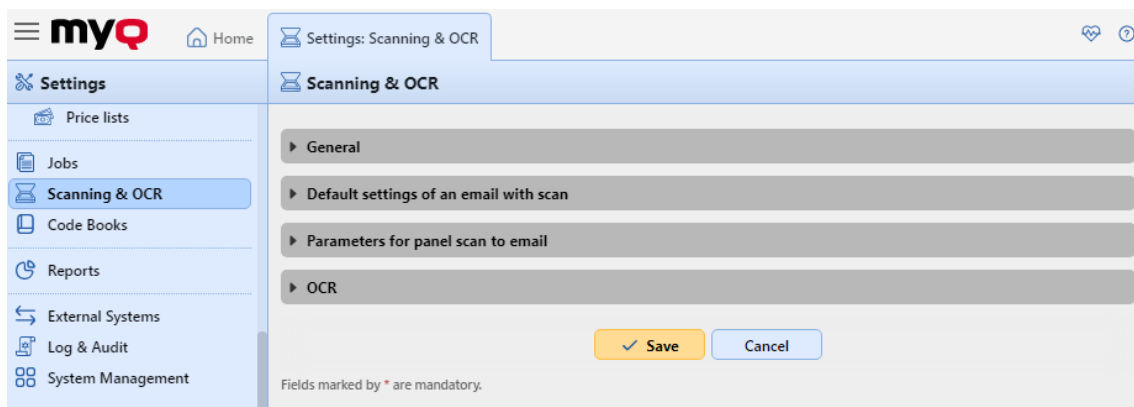 myQ
Home
Settings: Scanning & OCR
Settings
Scanning & OCR
Price lists
Jobs
Scanning & OCR
Code Books
Reports
External Systems
Log & Audit
System Management
General
Default settings of an email with scan
Parameters for panel scan to email
OCR
Save
Cancel
Fields marked by * are mandatory.